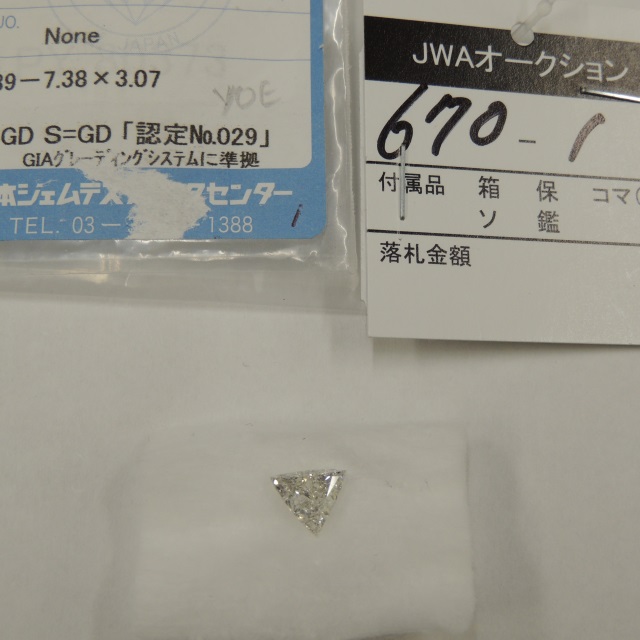 None
89-7.38×3.07
VOE
GD S=GD「認定No.029」
GIAグレーディングシステムに準拠
センター
TEL. 03- 1388
JWAオークション
670-1
付属品 箱 保 コマ(
ソ 鑑
落札金額